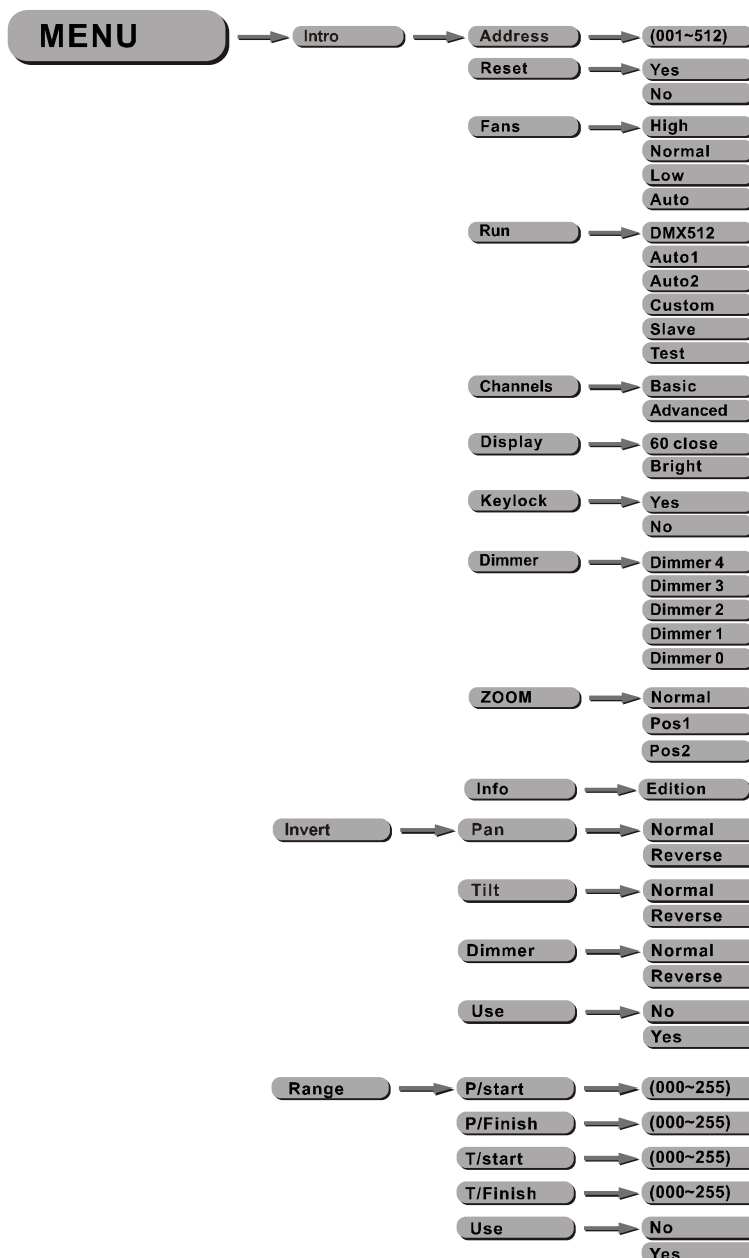 MENU Intro Address (001~512)
Reset Yes
No
Fans High
Normal
Low
Auto
Run DMX512
Auto1
Auto2
Custom
Slave
Test
Channels Basic
Advanced
Display 60 close
Bright
Keylock Yes
No
Dimmer Dimmer 4
Dimmer 3
Dimmer 2
Dimmer 1
Dimmer 0
ZOOM Normal
Pos1
Pos2
Info Edition
Invert Pan Normal
Reverse
Tilt Normal
Reverse
Dimmer Normal
Reverse
Use No
Yes
Range P/start (000~255)
P/Finish (000~255)
T/start (000~255)
T/Finish (000~255)
Use No
Yes